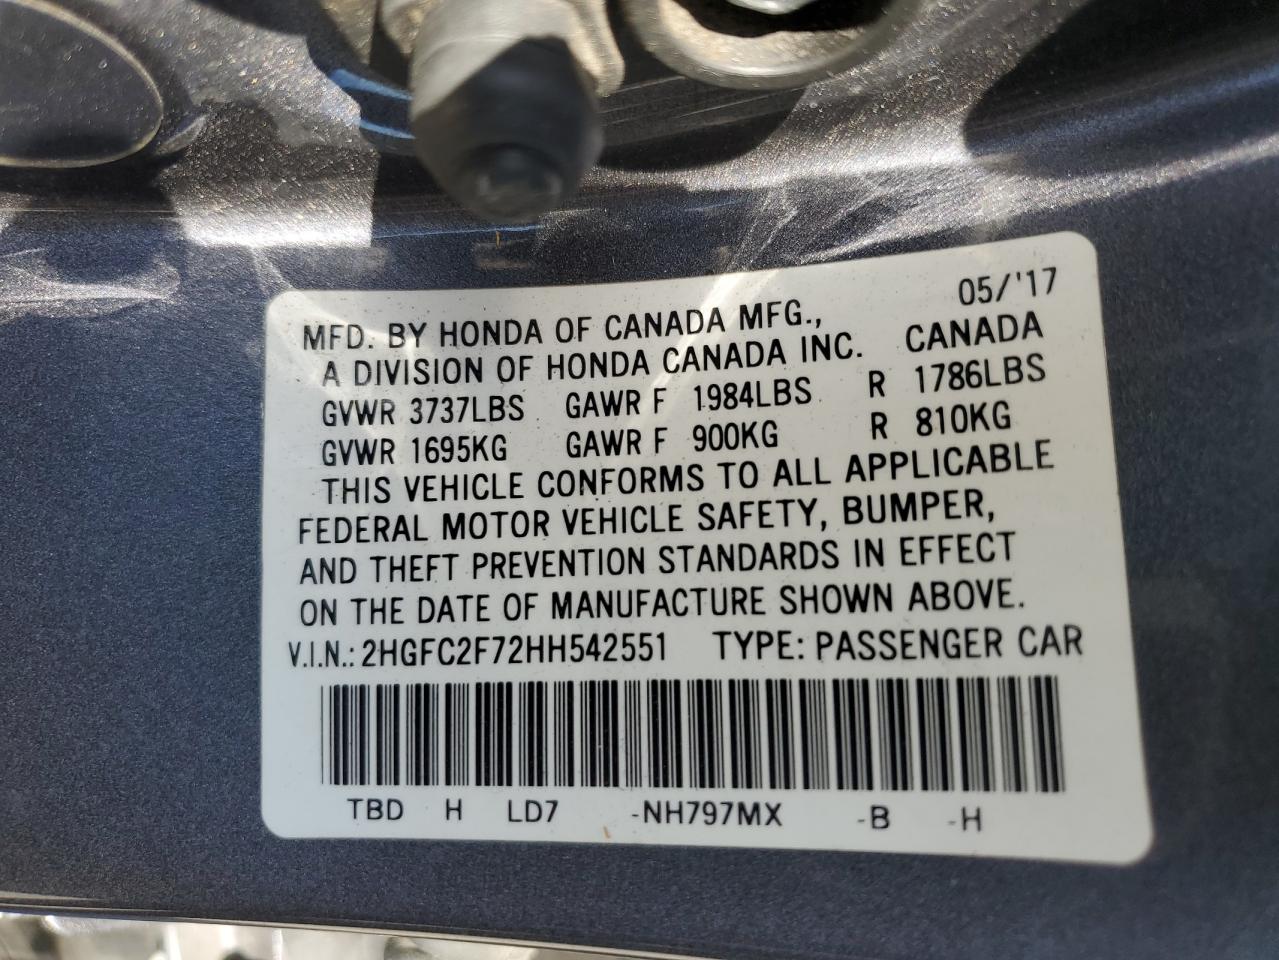 05/'17
MFD. BY HONDA OF CANADA MFG., CANADA
A DIVISION OF HONDA CANADA INC.
GVWR 3737LBS GAWR F 1984LBS R 1786LBS
GVWR 1695KG GAWR F 900KG R 810KG
THIS VEHICLE CONFORMS TO ALL APPLICABLE
FEDERAL MOTOR VEHICLE SAFETY, BUMPER,
AND THEFT PREVENTION STANDARDS IN EFFECT
ON THE DATE OF MANUFACTURE SHOWN ABOVE.
V.I.N.: 2HGFC2F72HH542551 TYPE: PASSENGER CAR
TBD H LD7 -NH797MX -B -H